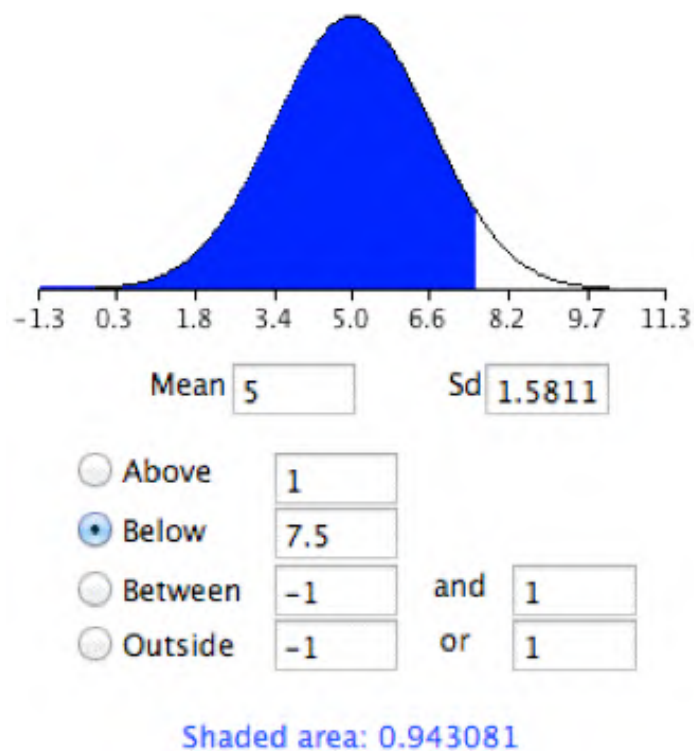 -1.3 0.3 1.8 3.4 5.0 6.6 8.2 9.7 11.3
Mean 5 Sd 1.5811
Above 1
Below 7.5
Between -1 and 1
Outside -1 or 1
Shaded area: 0.943081